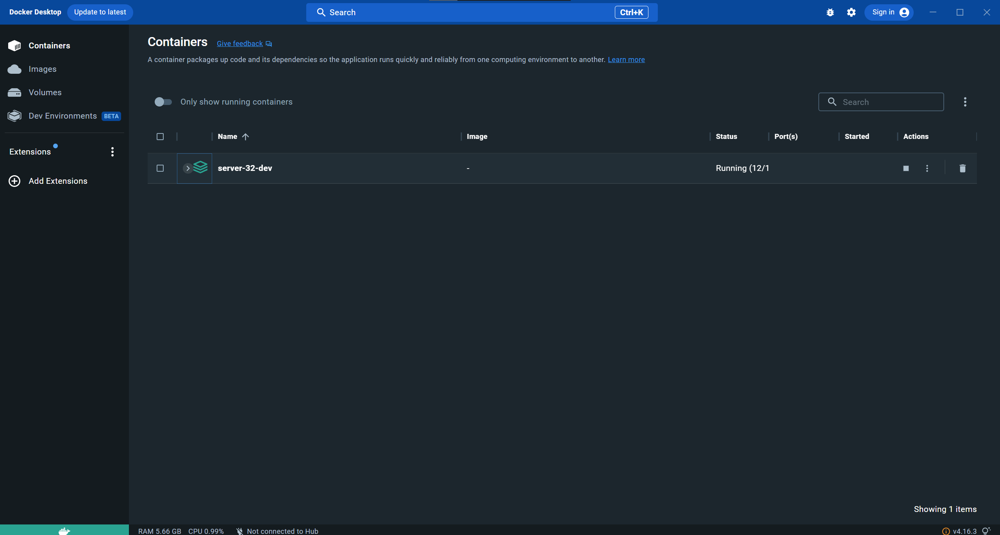 Docker Desktop Update to latest Search Ctrl+K Sign in
Containers
Images
Volumes
Dev Environments BETA
Extensions
Add Extensions
Containers Give feedback
A container packages up code and its dependencies so the application runs quickly and reliably from one computing environment to another. Learn more
Only show running containers Search
Name Image Status Port(s) Started Actions
server-32-dev - Running (12/1
Showing 1 items
RAM 5.66 GB CPU 0.99% Not connected to Hub v4.16.3